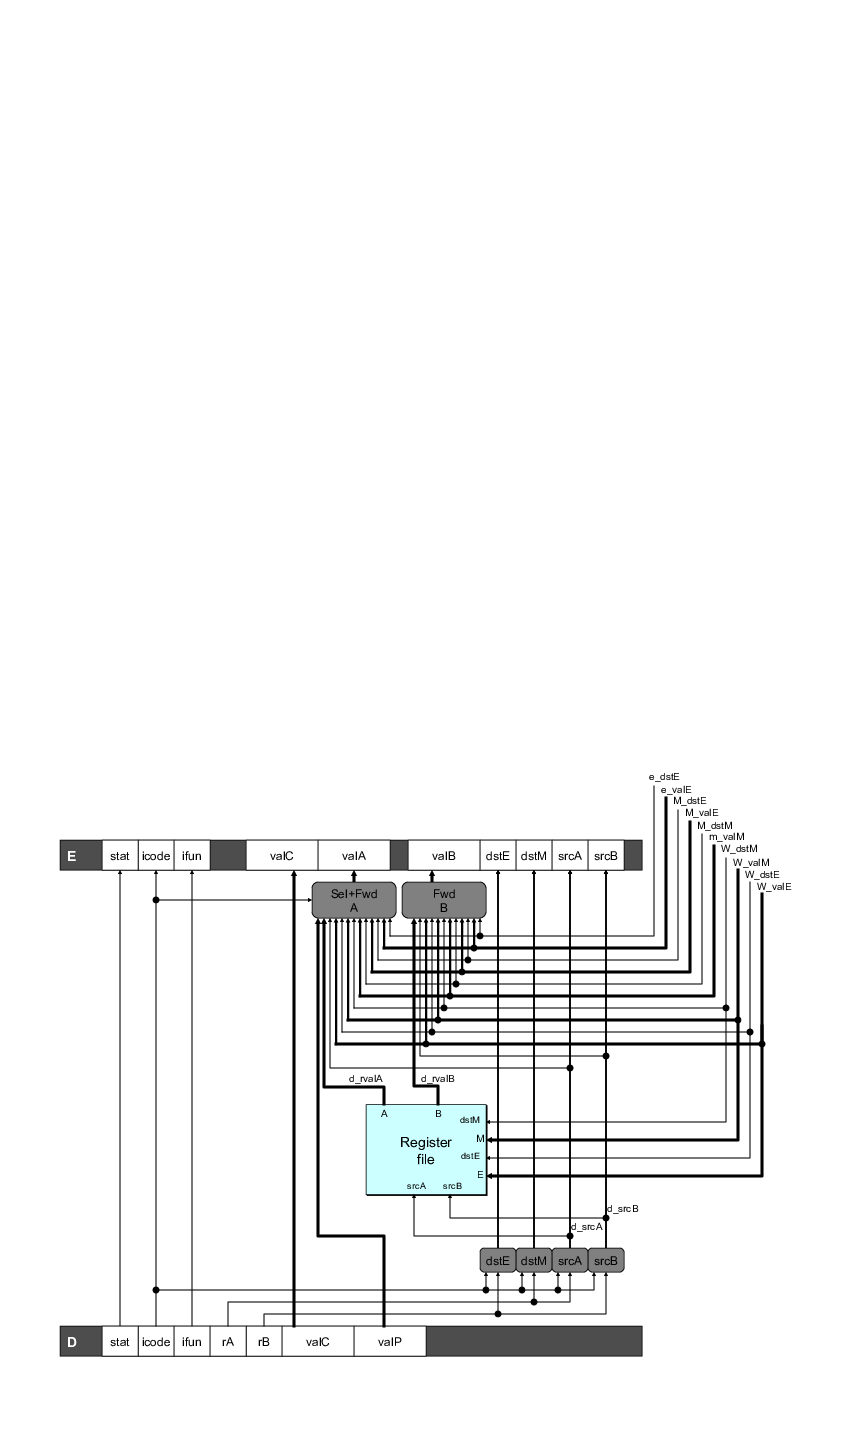 e_dstE
e_valE
M_dstE
M_valE
M_dstM
m_valM
W_dstM
W_valM
W_dstE
W_valE
E stat icode ifun valC valA valB dstE dstM srcA srcB
Sel+Fwd
A
Fwd
B
d_rvalA d_rvalB
A B
dstM
M
Register
file
dstE
E
srcA srcB
d_srcB
d_srcA
dstE dstM srcA srcB
D stat icode ifun rA rB valC valP